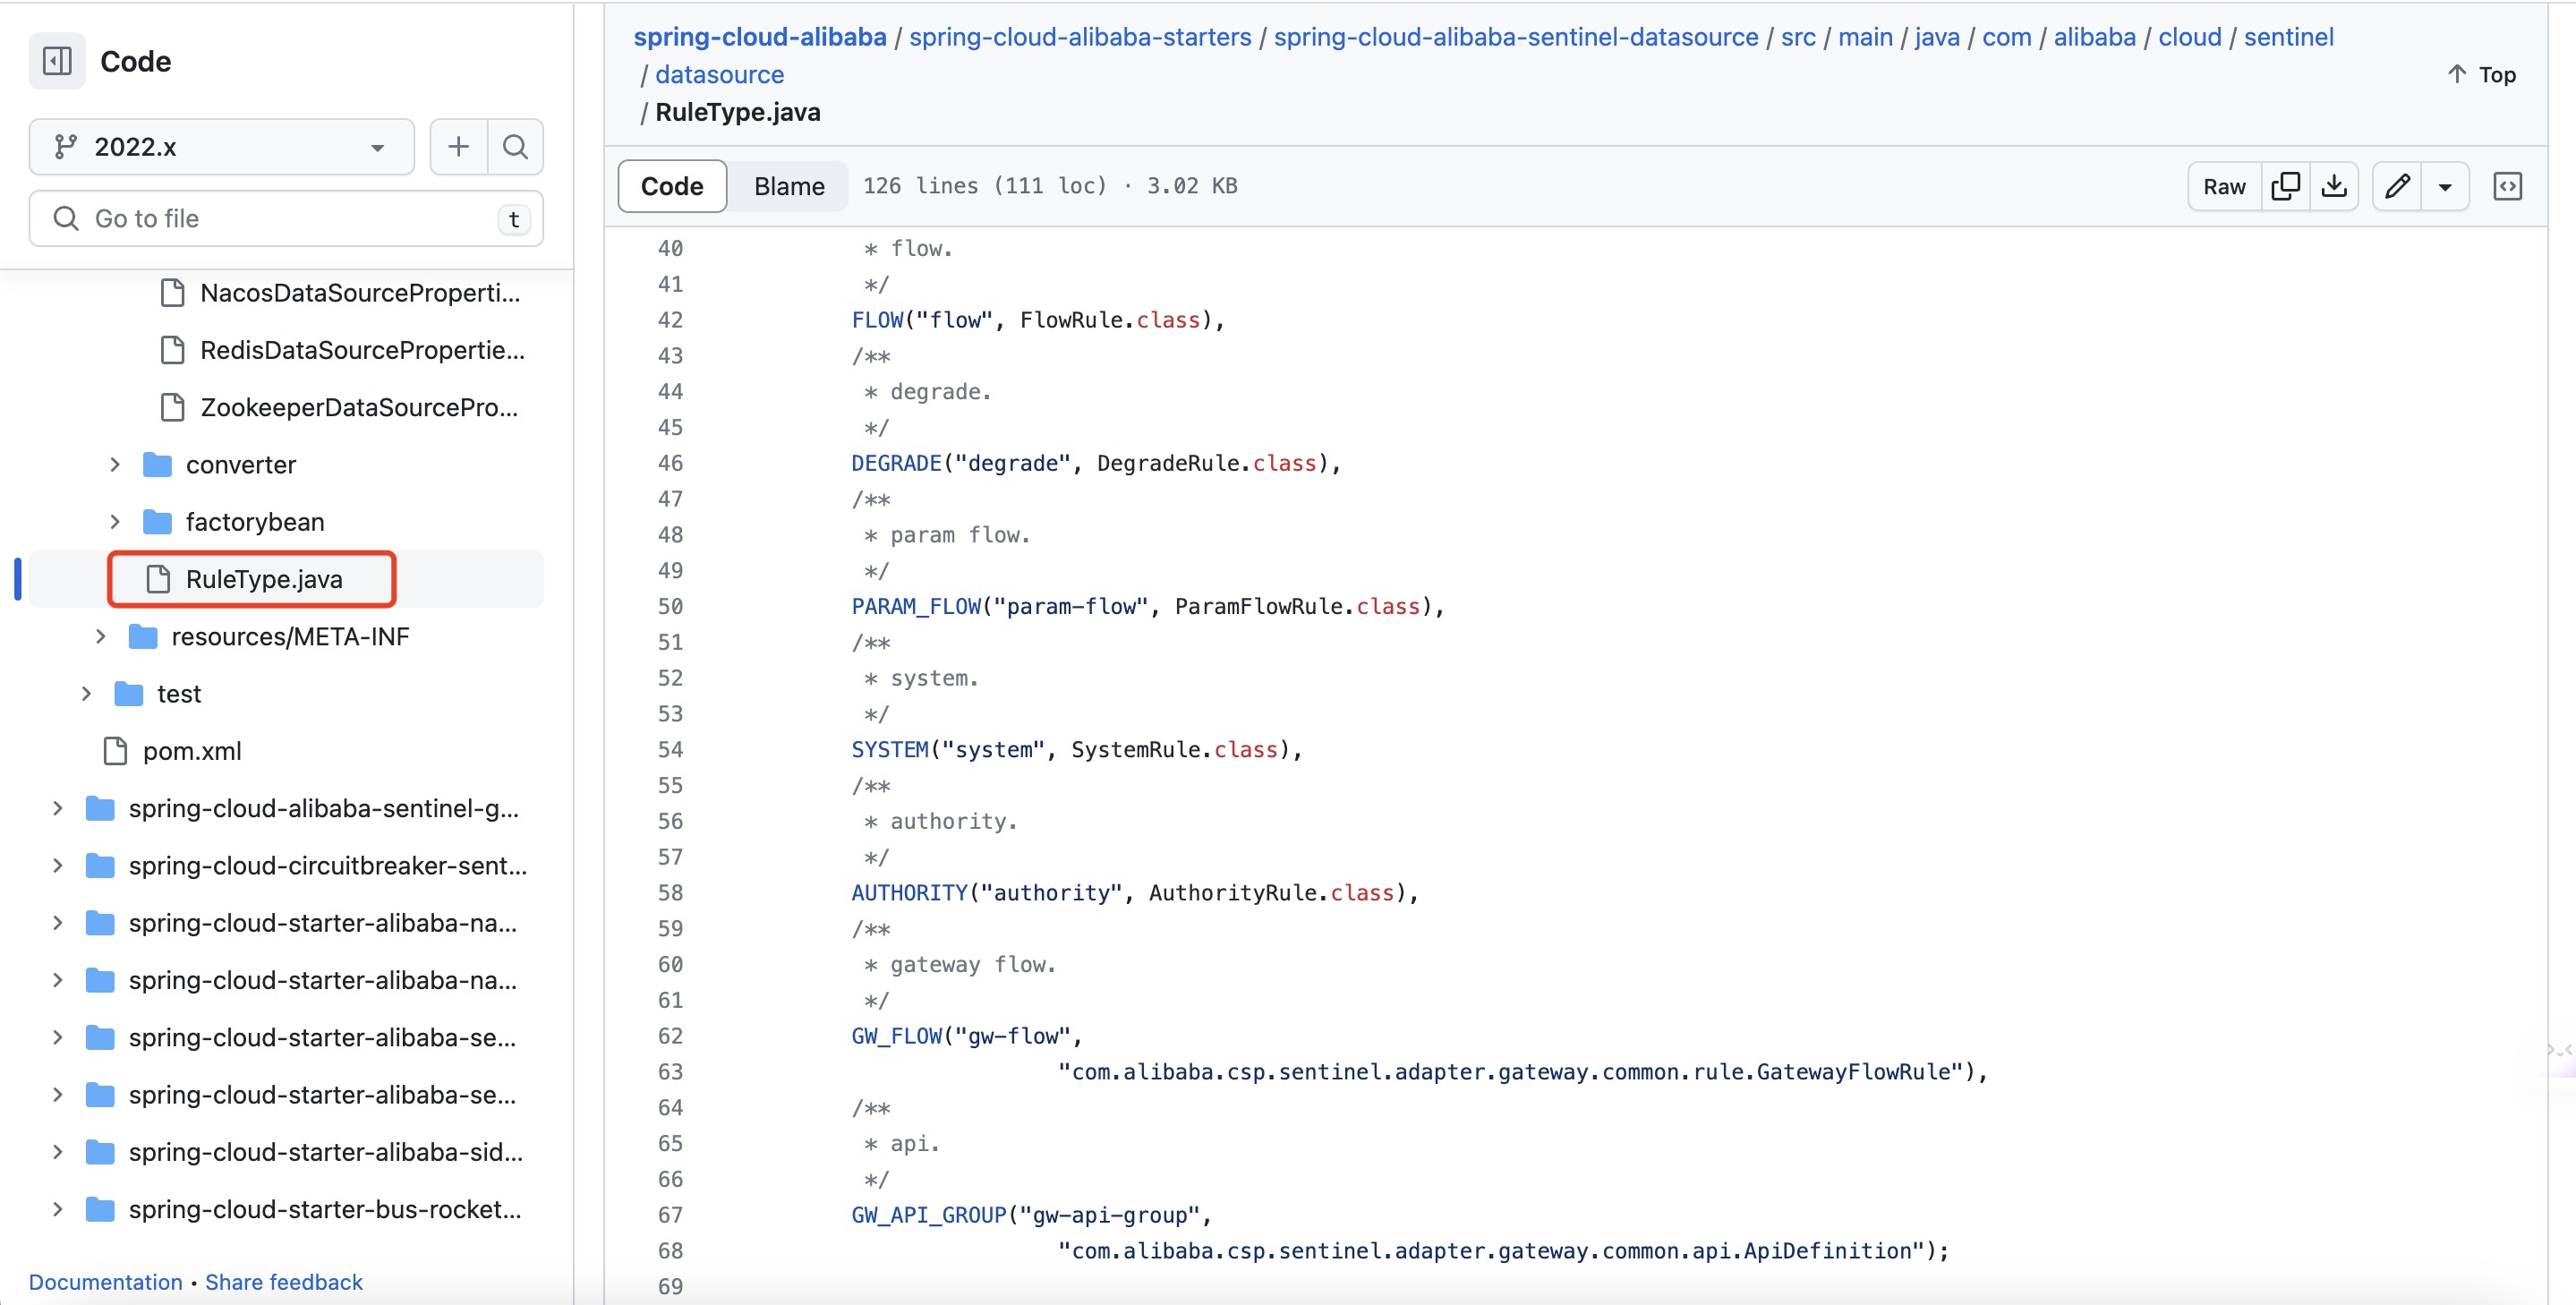 Code
2022.x
Go to file
t
NacosDataSourceProperti...
RedisDataSourcePropertie...
ZookeeperDataSourcePro...
converter
factorybean
RuleType.java
resources/META-INF
test
pom.xml
spring-cloud-alibaba-sentinel-g...
spring-cloud-circuitbreaker-sent...
spring-cloud-starter-alibaba-na...
spring-cloud-starter-alibaba-na...
spring-cloud-starter-alibaba-se...
spring-cloud-starter-alibaba-se...
spring-cloud-starter-alibaba-sid...
spring-cloud-starter-bus-rocket...
Documentation • Share feedback
spring-cloud-alibaba / spring-cloud-alibaba-starters / spring-cloud-alibaba-sentinel-datasource / src / main / java / com / alibaba / cloud / sentinel
/ datasource
/ RuleType.java
Top
Code Blame 126 lines (111 loc) · 3.02 KB Raw
40 * flow.
41 */
42 FLOW("flow", FlowRule.class),
43 /**
44 * degrade.
45 */
46 DEGRADE("degrade", DegradeRule.class),
47 /**
48 * param flow.
49 */
50 PARAM_FLOW("param-flow", ParamFlowRule.class),
51 /**
52 * system.
53 */
54 SYSTEM("system", SystemRule.class),
55 /**
56 * authority.
57 */
58 AUTHORITY("authority", AuthorityRule.class),
59 /**
60 * gateway flow.
61 */
62 GW_FLOW("gw-flow",
63 "com.alibaba.csp.sentinel.adapter.gateway.common.rule.GatewayFlowRule"),
64 /**
65 * api.
66 */
67 GW_API_GROUP("gw-api-group",
68 "com.alibaba.csp.sentinel.adapter.gateway.common.api.ApiDefinition");
69